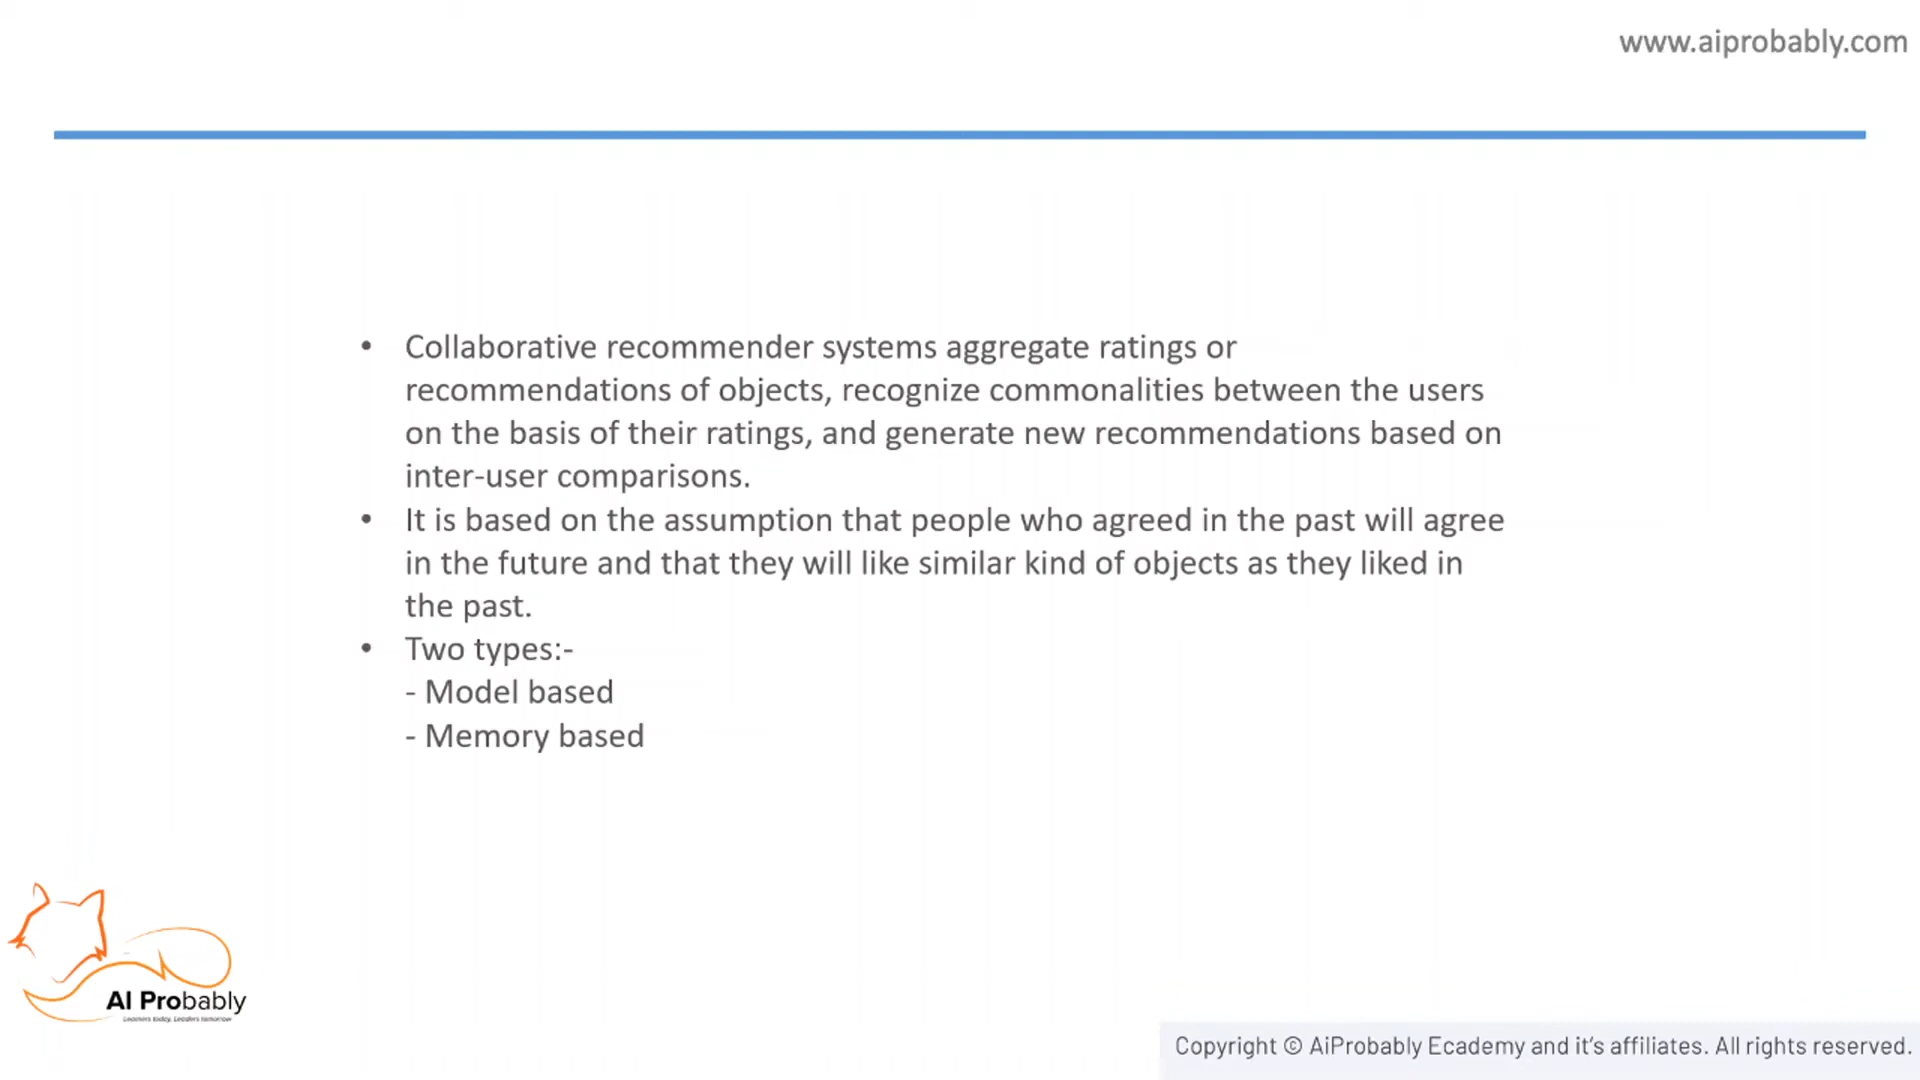 www.aiprobably.com
• Collaborative recommender systems aggregate ratings or
recommendations of objects, recognize commonalities between the users
on the basis of their ratings, and generate new recommendations based on
inter-user comparisons.
• It is based on the assumption that people who agreed in the past will agree
in the future and that they will like similar kind of objects as they liked in
the past.
• Two types:-
- Model based
- Memory based
AI Probably
Learners today, Leaders tomorrow
Copyright © AiProbably Ecademy and it’s affiliates. All rights reserved.